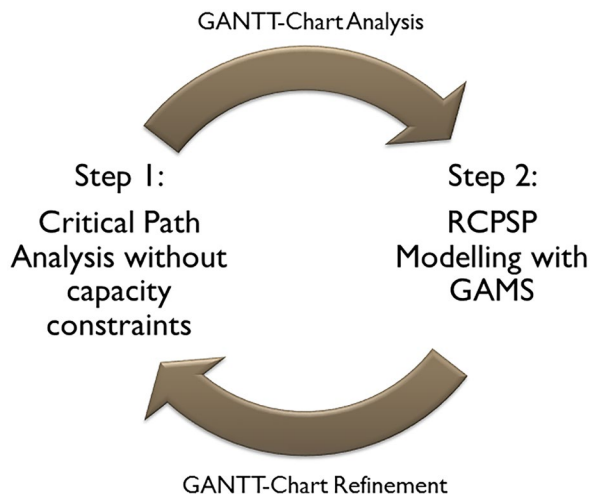 GANTT-Chart Analysis
Step 1:
Critical Path
Analysis without
capacity
constraints
Step 2:
RCPSP
Modelling with
GAMS
GANTT-Chart Refinement